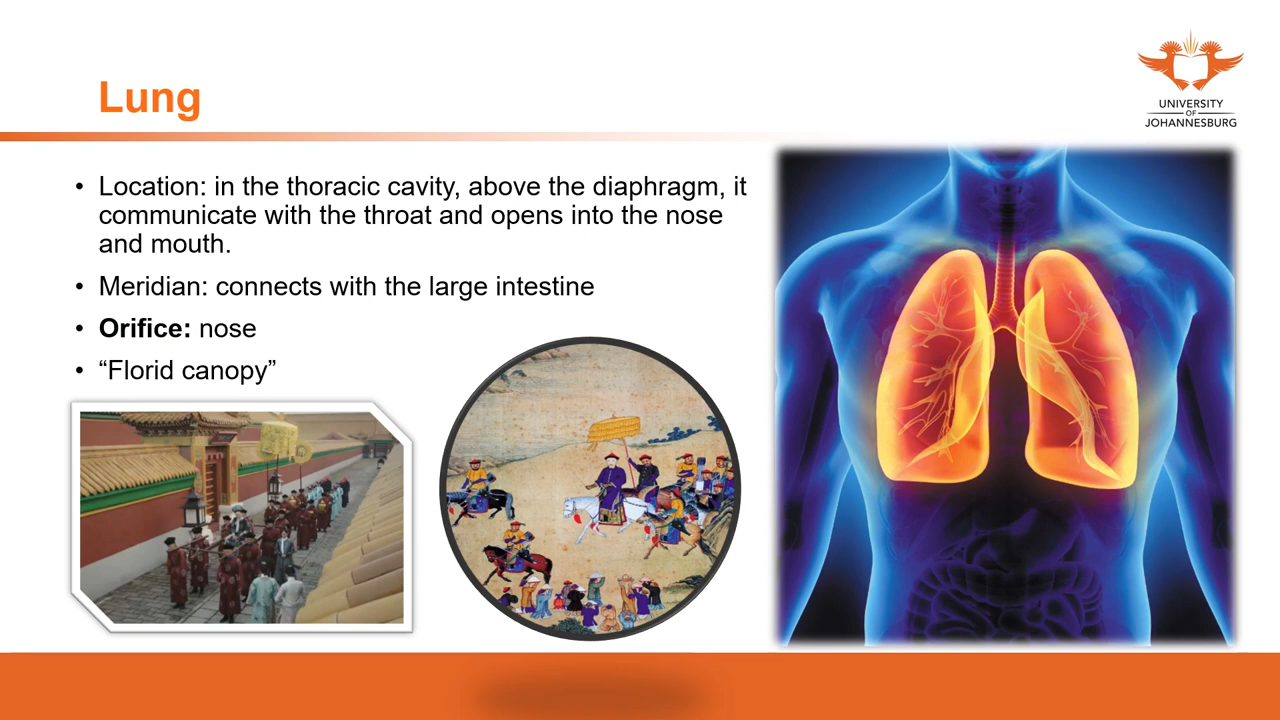 Lung
UNIVERSITY
OF
JOHANNESBURG
• Location: in the thoracic cavity, above the diaphragm, it
communicate with the throat and opens into the nose
and mouth.
• Meridian: connects with the large intestine
• Orifice: nose
• “Florid canopy”